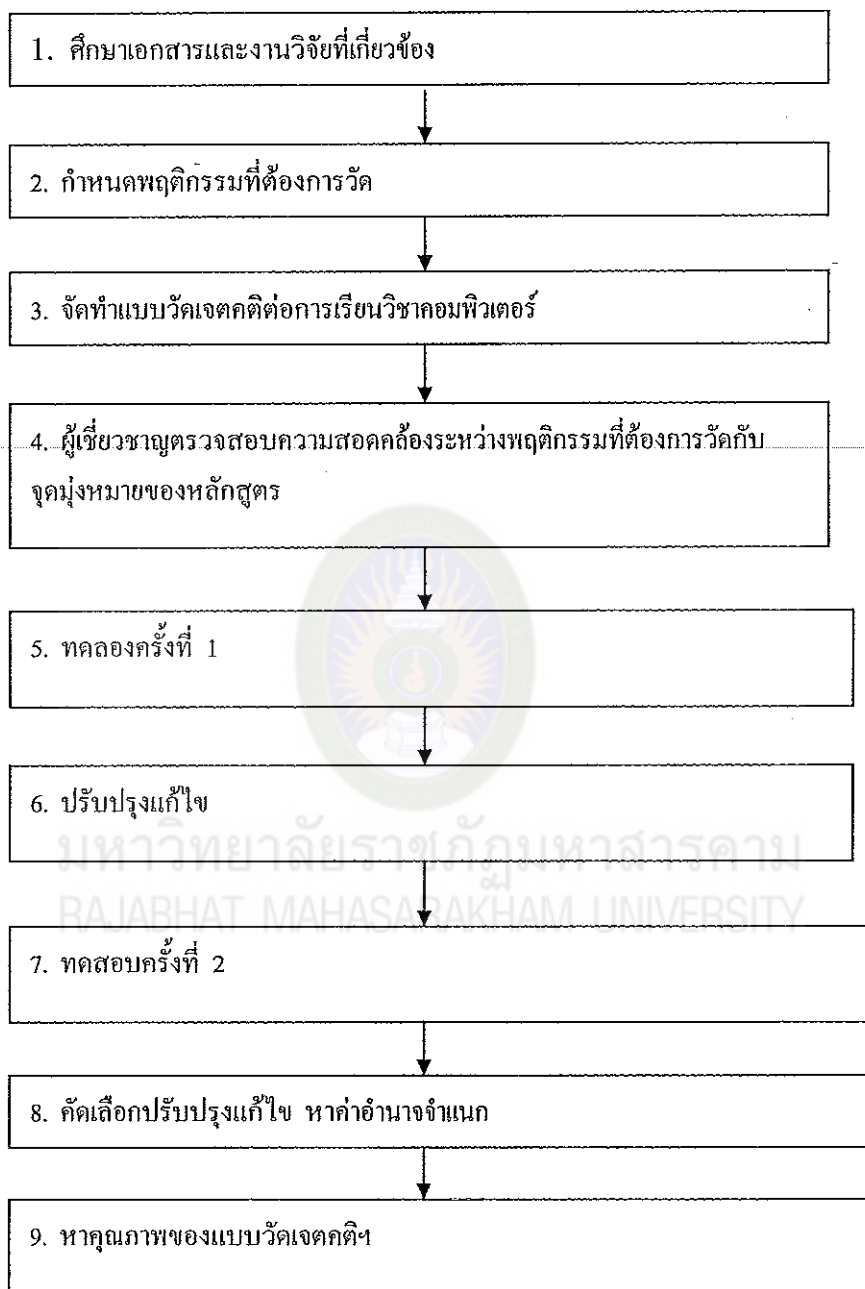 1. ศึกษาเอกสารและงานวิจัยที่เกี่ยวข้อง
2. กำหนดพฤติกรรมที่ต้องการวัด
3. จัดทำแบบวัดเจตคติต่อการเรียนวิชาคอมพิวเตอร์
4. ผู้เชี่ยวชาญตรวจสอบความสอดคล้องระหว่างพฤติกรรมที่ต้องการวัดกับ
จุดมุ่งหมายของหลักสูตร
5. ทดลองครั้งที่ 1
6. ปรับปรุงแก้ไข
มหาวิทยาลัยราชภัฏมหาสารคาม
RAJABHAT MAHASARAKHAM UNIVERSITY
7. ทดสอบครั้งที่ 2
8. คัดเลือกปรับปรุงแก้ไข หาค่าอำนาจจำแนก
9. หาคุณภาพของแบบวัดเจตคติฯ